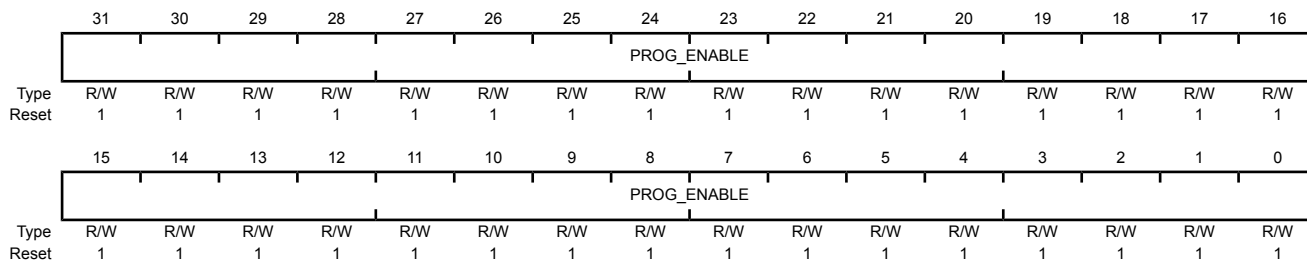 31 30 29 28 27 26 25 24 23 22 21 20 19 18 17 16
PROG_ENABLE
Type R/W R/W R/W R/W R/W R/W R/W R/W R/W R/W R/W R/W R/W R/W R/W R/W
Reset 1 1 1 1 1 1 1 1 1 1 1 1 1 1 1 1
15 14 13 12 11 10 9 8 7 6 5 4 3 2 1 0
PROG_ENABLE
Type R/W R/W R/W R/W R/W R/W R/W R/W R/W R/W R/W R/W R/W R/W R/W R/W
Reset 1 1 1 1 1 1 1 1 1 1 1 1 1 1 1 1